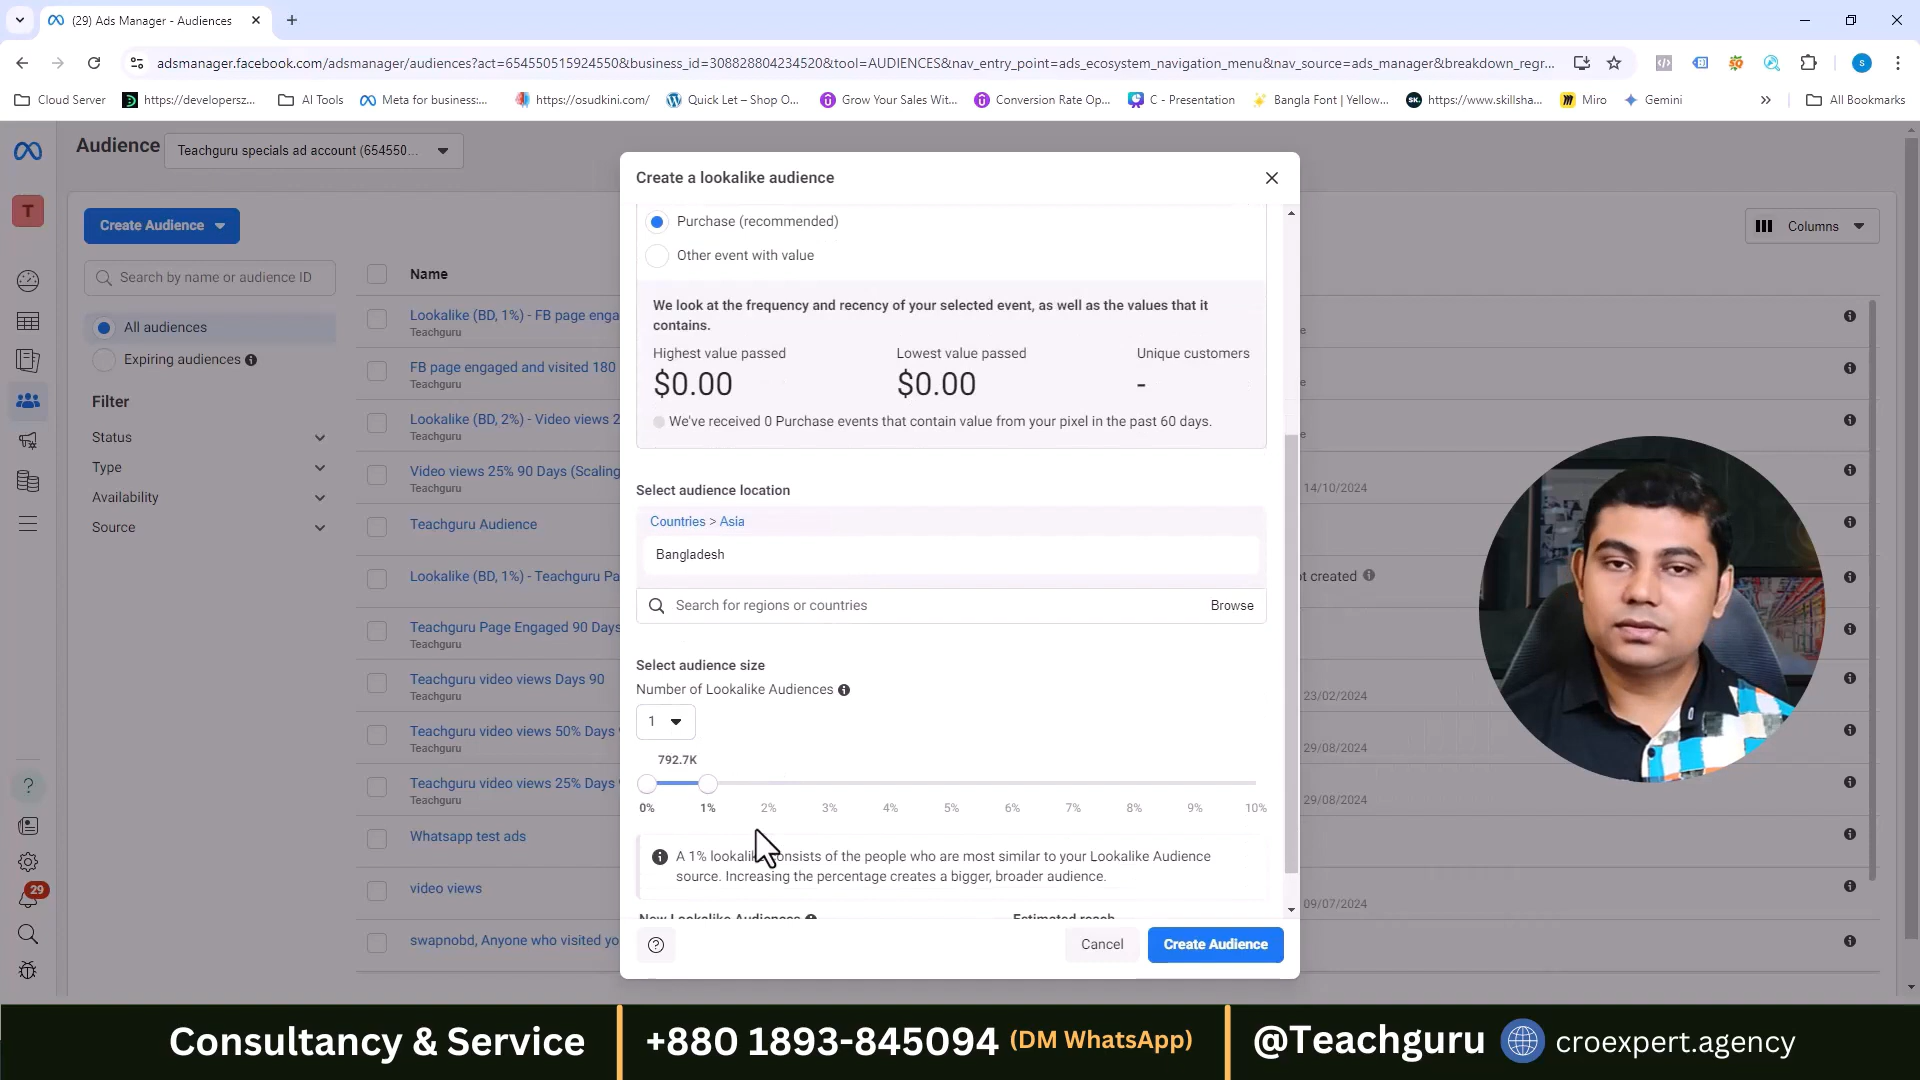 (29) Ads Manager - Audiences
adsmanager.facebook.com/adsmanager/audiences?act=654550515924550&business_id=308828804234520&tool=AUDIENCES&nav_entry_point=ads_ecosystem_navigation_menu&nav_source=ads_manager&breakdown_regr...
S
Cloud Server
https://developersz...
AI Tools
Meta for business:...
https://osudkini.com/
Quick Let – Shop O...
Grow Your Sales Wit...
Conversion Rate Op...
C - Presentation
Bangla Font | Yellow...
SK.
https://www.skillsha...
Miro
Gemini
»
All Bookmarks
Audience
Teachguru specials ad account (654550...
T
Create Audience
Columns
Search by name or audience ID
All audiences
Expiring audiences
Filter
Status
Type
Availability
Source
29
Name
Lookalike (BD, 1%) - FB page enga
Teachguru
FB page engaged and visited 180
Teachguru
Lookalike (BD, 2%) - Video views 2
Teachguru
Video views 25% 90 Days (Scaling
Teachguru
Teachguru Audience
Lookalike (BD, 1%) - Teachguru Pa
Teachguru
Teachguru Page Engaged 90 Days
Teachguru
Teachguru video views Days 90
Teachguru
Teachguru video views 50% Days
Teachguru
Teachguru video views 25% Days
Teachguru
Whatsapp test ads
video views
swapnobd, Anyone who visited yo
e
e
e
14/10/2024
t created
23/02/2024
29/08/2024
29/08/2024
09/07/2024
Create a lookalike audience
Purchase (recommended)
Other event with value
We look at the frequency and recency of your selected event, as well as the values that it
contains.
Highest value passed
Lowest value passed
Unique customers
$0.00
$0.00
-
We've received 0 Purchase events that contain value from your pixel in the past 60 days.
Select audience location
Countries > Asia
Bangladesh
Search for regions or countries
Browse
Select audience size
Number of Lookalike Audiences
1
792.7K
0% 1% 2% 3% 4% 5% 6% 7% 8% 9% 10%
A 1% lookali onsists of the people who are most similar to your Lookalike Audience
source. Increasing the percentage creates a bigger, broader audience.
New Lookalike Audiences
Estimated reach
Cancel
Create Audience
Consultancy & Service
+880 1893-845094 (DM WhatsApp)
@Teachguru
croexpert.agency